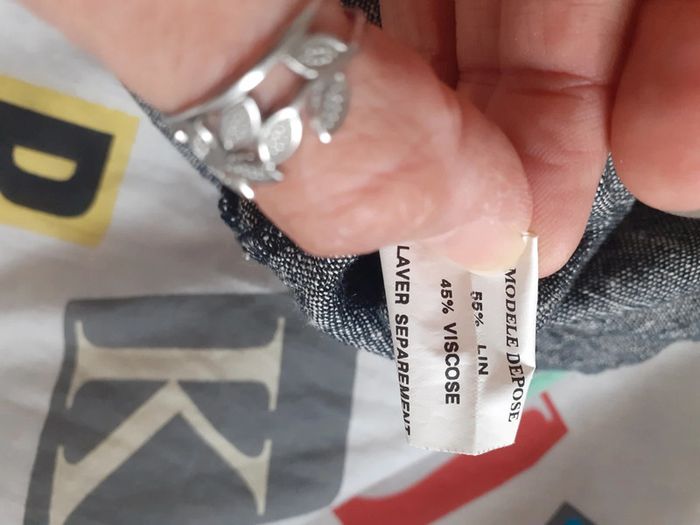 MODELE DEPOSE
55% LIN
45% VISCOSE
LAVER SEPAREMENT
P
K